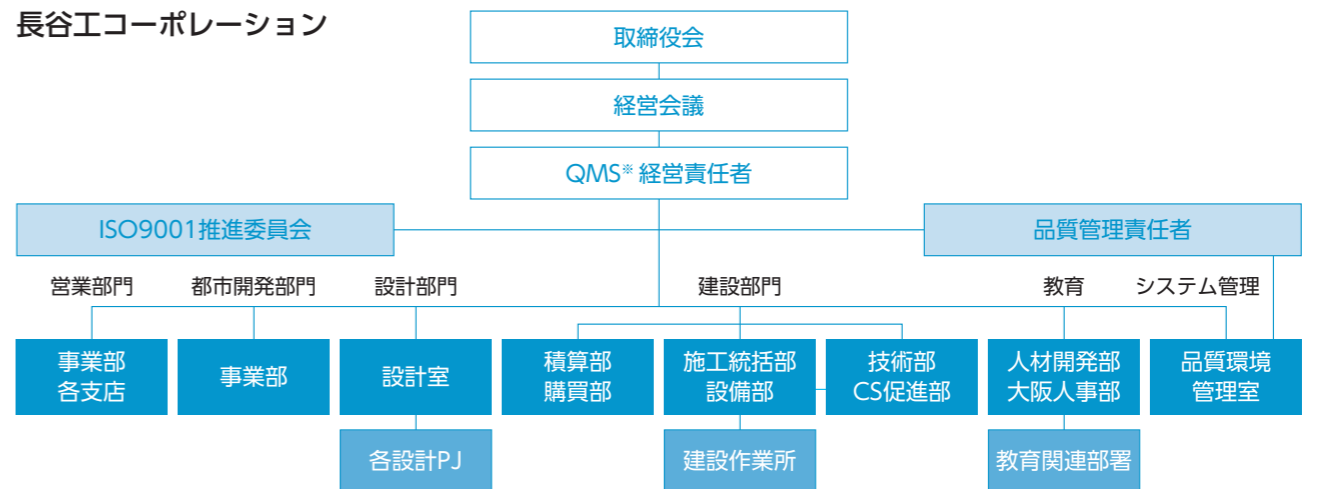 長谷工コーポレーション
取締役会
経営会議
QMS※ 経営責任者
ISO9001推進委員会
品質管理責任者
営業部門
都市開発部門
設計部門
建設部門
教育
システム管理
事業部
各支店
事業部
設計室
積算部
購買部
施工統括部
設備部
技術部
CS促進部
人材開発部
大阪人事部
品質環境
管理室
各設計PJ
建設作業所
教育関連部署